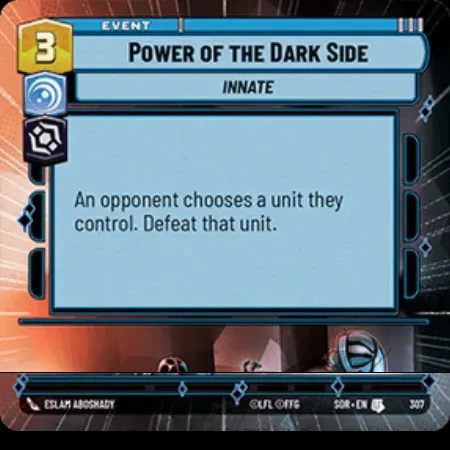 EVENT
3
POWER OF THE DARK SIDE
INNATE
An opponent chooses a unit they
control. Defeat that unit.
ESLAM ABOSHADY
©LFL ©FFG
SOR • EN
307